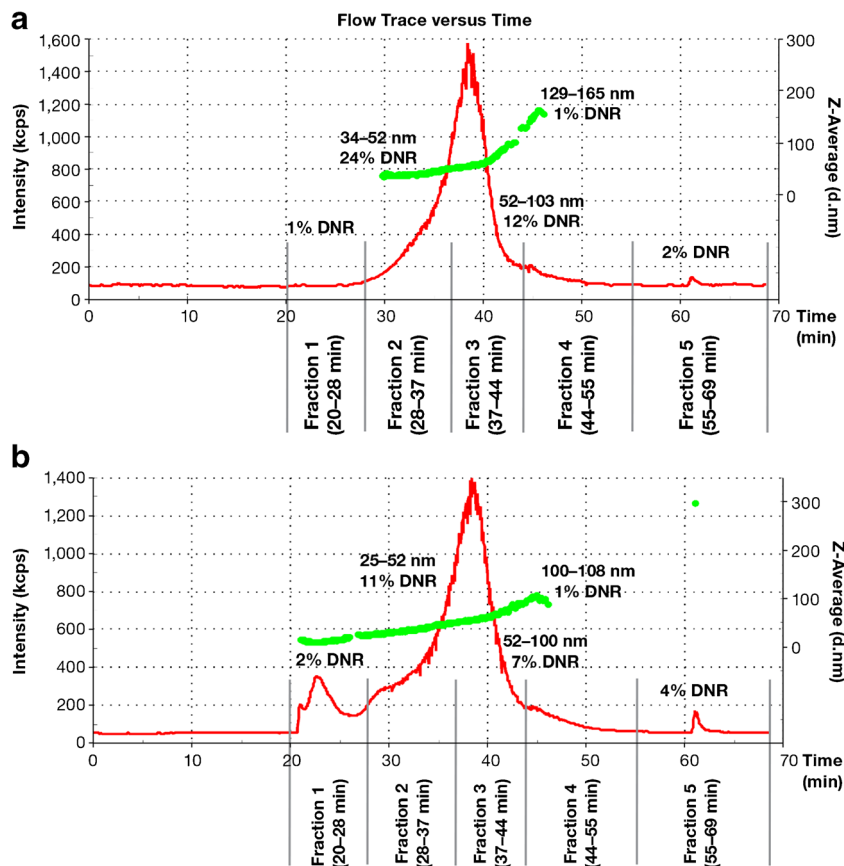 a
Flow Trace versus Time
1,600
1,400
1,200
1,000
800
600
400
200
0
Intensity (kcps)
300
200
100
0
Z-Average (d.nm)
129–165 nm
1% DNR
34–52 nm
24% DNR
52–103 nm
12% DNR
1% DNR
2% DNR
0
10
20
30
40
50
60
70
Time
(min)
Fraction 1
(20–28 min)
Fraction 2
(28–37 min)
Fraction 3
(37–44 min)
Fraction 4
(44–55 min)
Fraction 5
(55–69 min)
b
1,400
1,200
1,000
800
600
400
200
0
Intensity (kcps)
300
200
100
0
Z-Average (d.nm)
25–52 nm
11% DNR
100–108 nm
1% DNR
52–100 nm
7% DNR
2% DNR
4% DNR
0
10
20
30
40
50
60
70
Time
(min)
Fraction 1
(20–28 min)
Fraction 2
(28–37 min)
Fraction 3
(37–44 min)
Fraction 4
(44–55 min)
Fraction 5
(55–69 min)